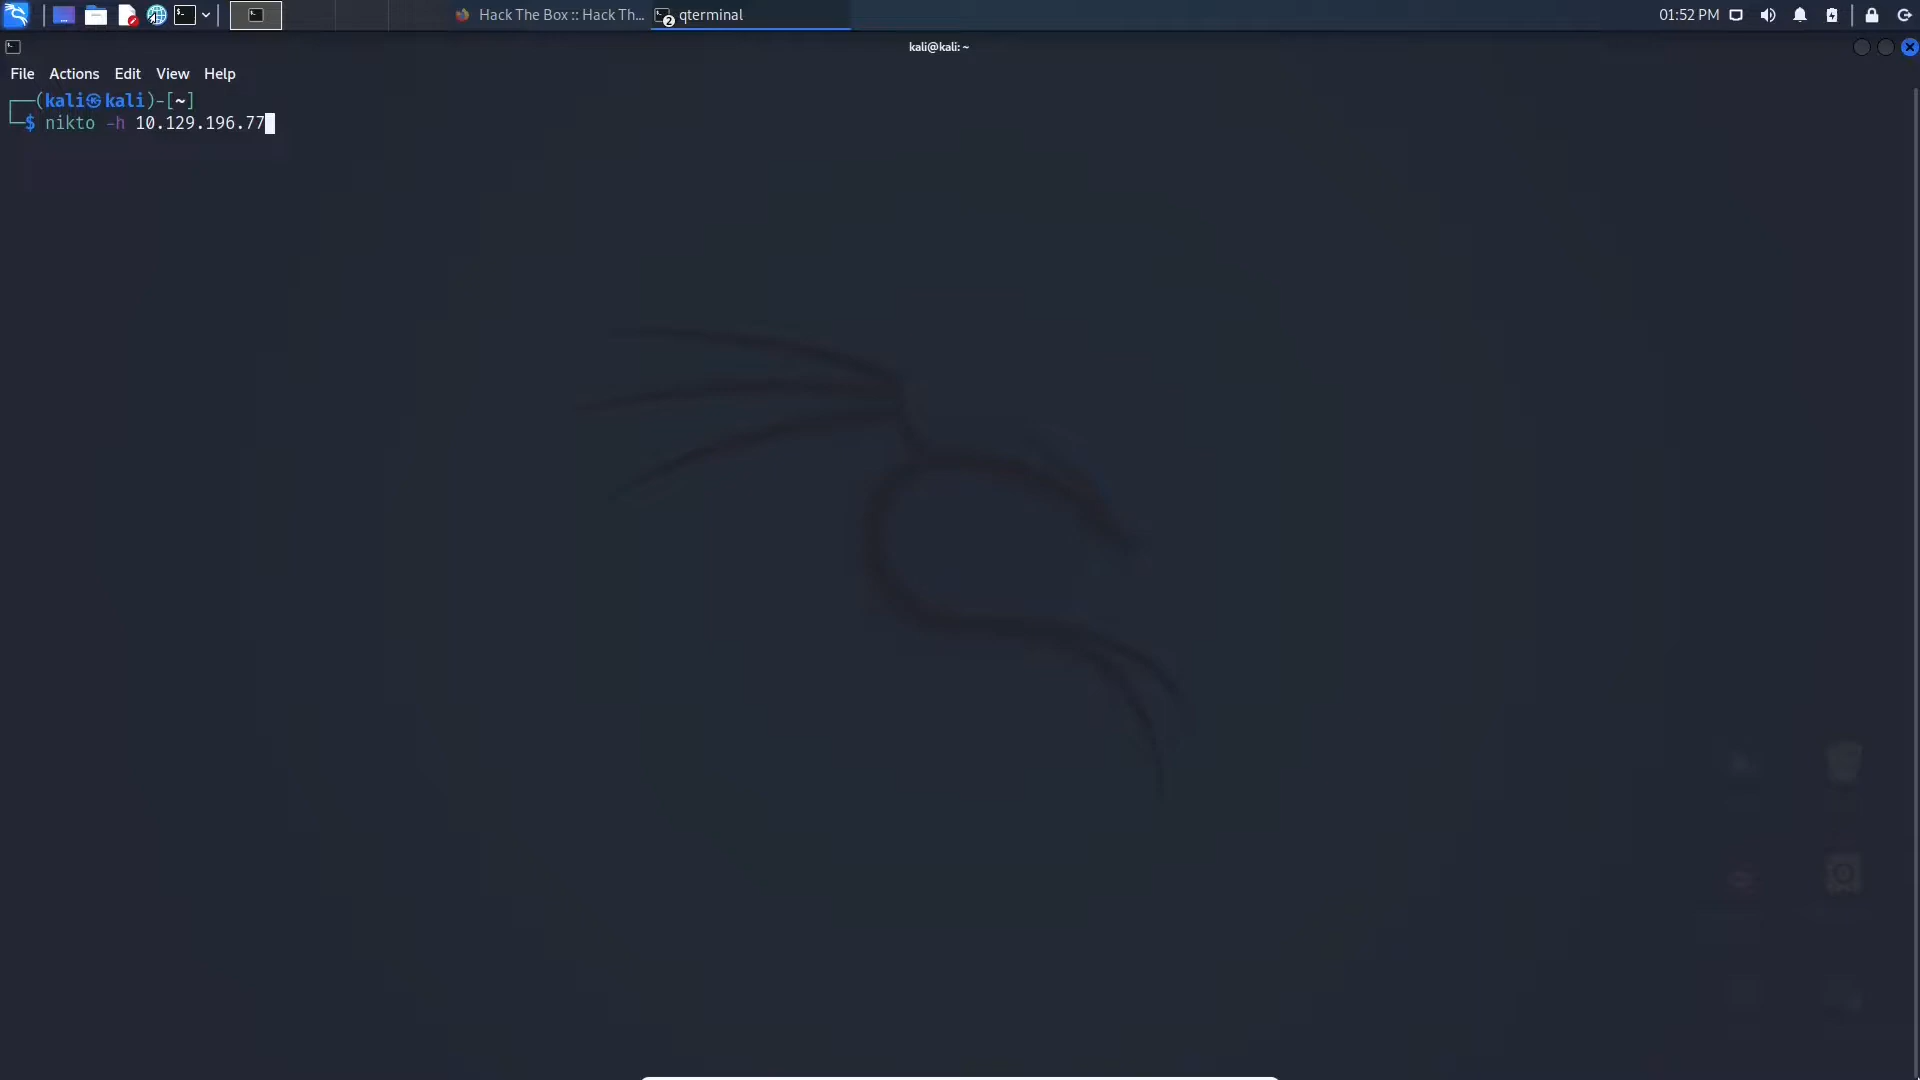 Hack The Box :: Hack Th...
2
qterminal
01:52 PM
kali@kali: ~
File Actions Edit View Help
┌──(kali㉿kali)-[~]
└─$ nikto -h 10.129.196.77